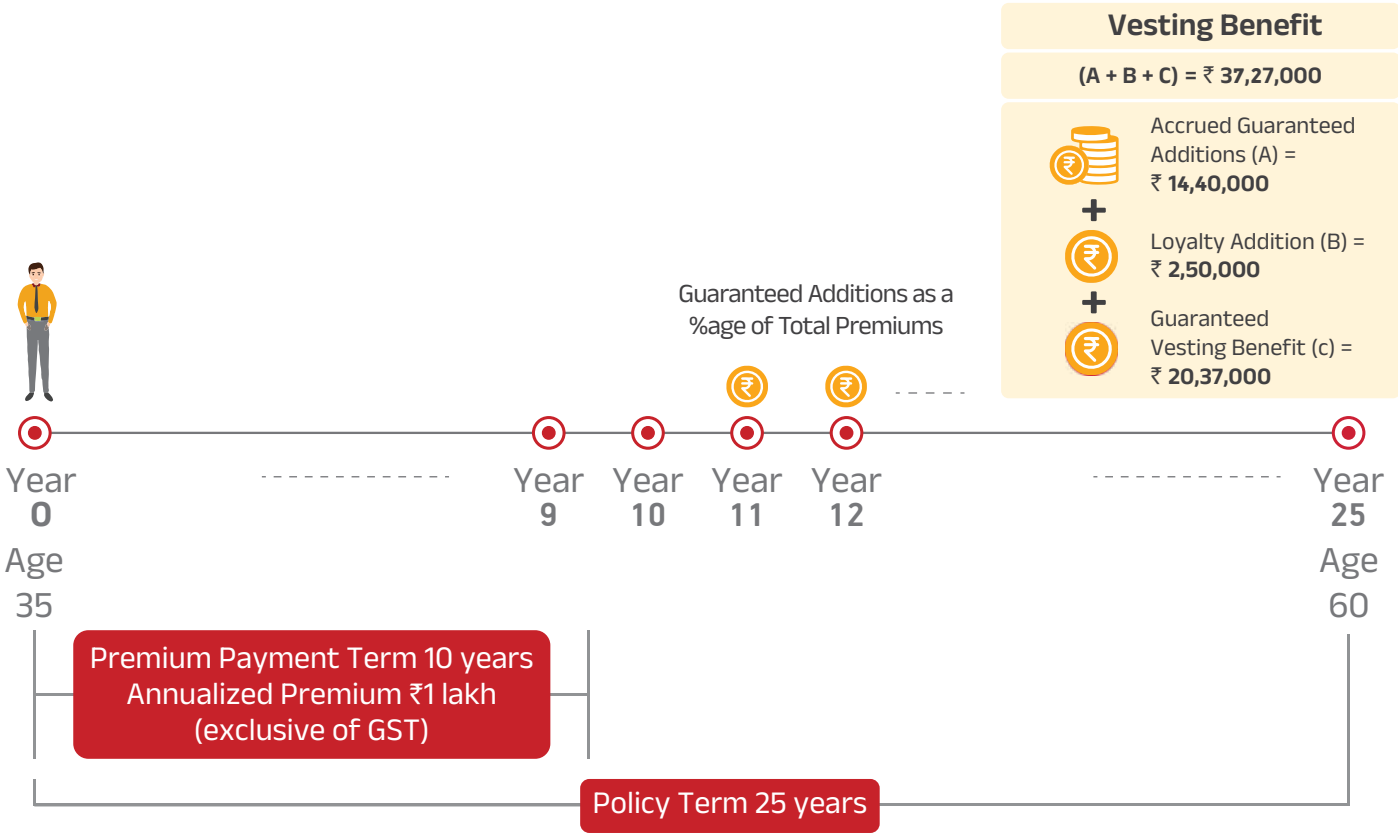 Vesting Benefit
(A + B + C) = ₹ 37,27,000
Accrued Guaranteed
Additions (A) =
₹ 14,40,000
+
Loyalty Addition (B) =
₹ 2,50,000
+
Guaranteed
Vesting Benefit (c) =
₹ 20,37,000
Guaranteed Additions as a
%age of Total Premiums
Year
0
Year
9
Year
10
Year
11
Year
12
Year
25
Age
35
Age
60
Premium Payment Term 10 years
Annualized Premium ₹1 lakh
(exclusive of GST)
Policy Term 25 years